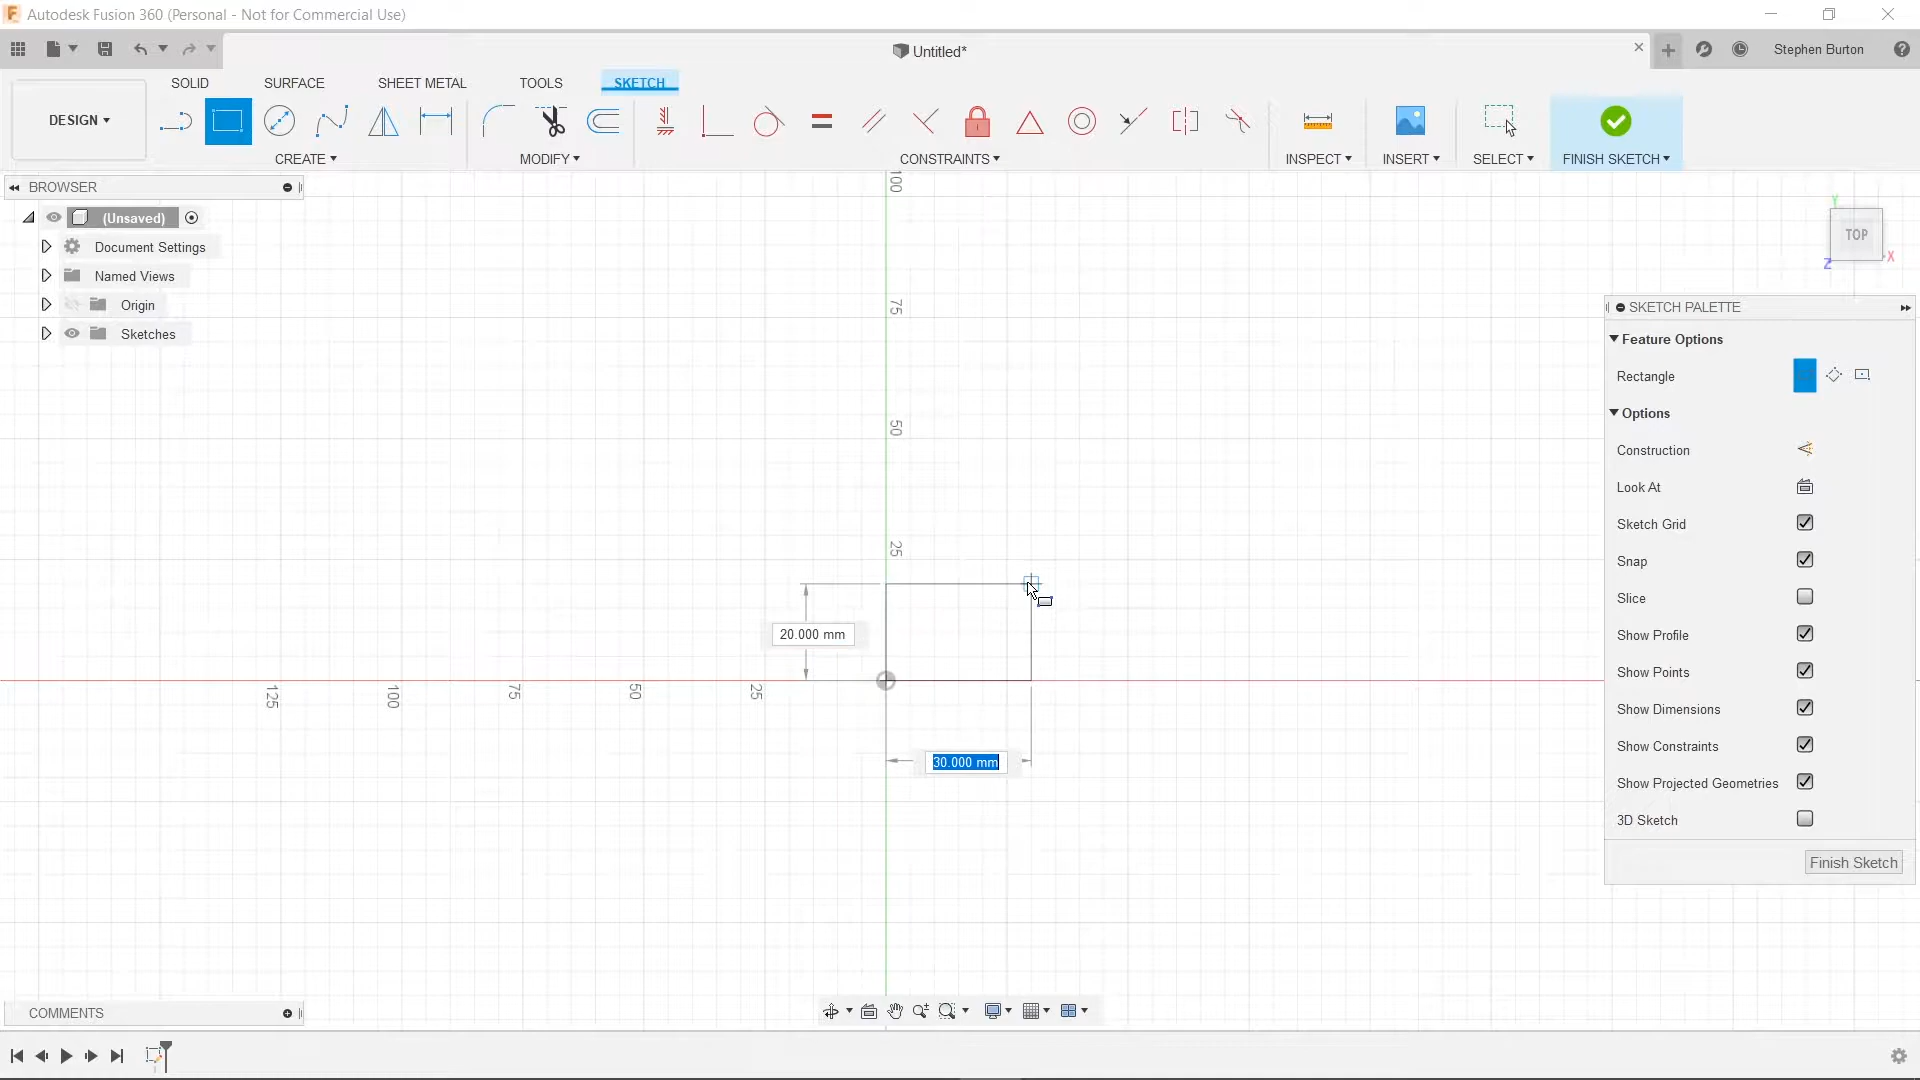 Autodesk Fusion 360 (Personal - Not for Commercial Use)
Untitled*
Stephen Burton
SOLID
SURFACE
SHEET METAL
TOOLS
SKETCH
DESIGN
CREATE
MODIFY
CONSTRAINTS
INSPECT
INSERT
SELECT
FINISH SKETCH
BROWSER
(Unsaved)
Document Settings
Named Views
Origin
Sketches
100
75
50
25
125
100
75
50
25
20.000 mm
30.000 mm
Y
TOP
X
Z
SKETCH PALETTE
Feature Options
Rectangle
Options
Construction
Look At
Sketch Grid
Snap
Slice
Show Profile
Show Points
Show Dimensions
Show Constraints
Show Projected Geometries
3D Sketch
Finish Sketch
COMMENTS